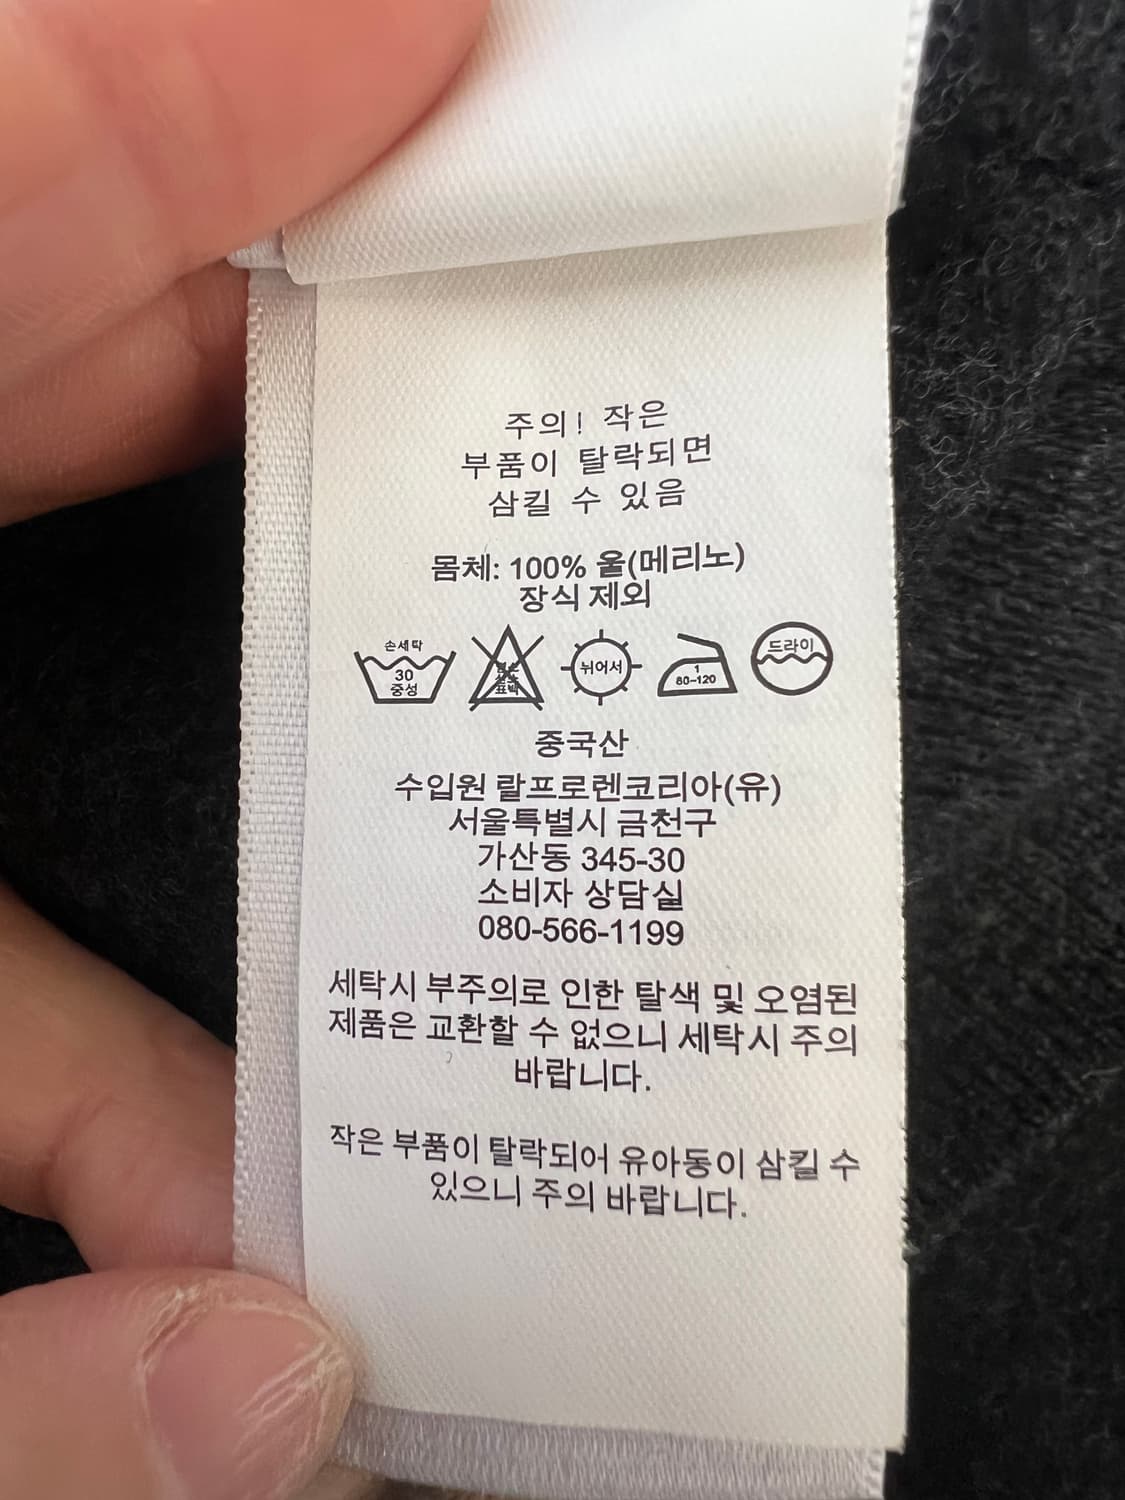 주의! 작은
부품이 탈락되면
삼킬 수 있음
몸체: 100% 울(메리노)
장식 제외
손세탁
30
중성
표백
뉘어서
1
80~120
드라이
중국산
수입원 랄프로렌코리아(유)
서울특별시 금천구
가산동 345-30
소비자 상담실
080-566-1199
세탁시 부주의로 인한 탈색 및 오염된
제품은 교환할 수 없으니 세탁시 주의
바랍니다.
작은 부품이 탈락되어 유아동이 삼킬 수
있으니 주의 바랍니다.